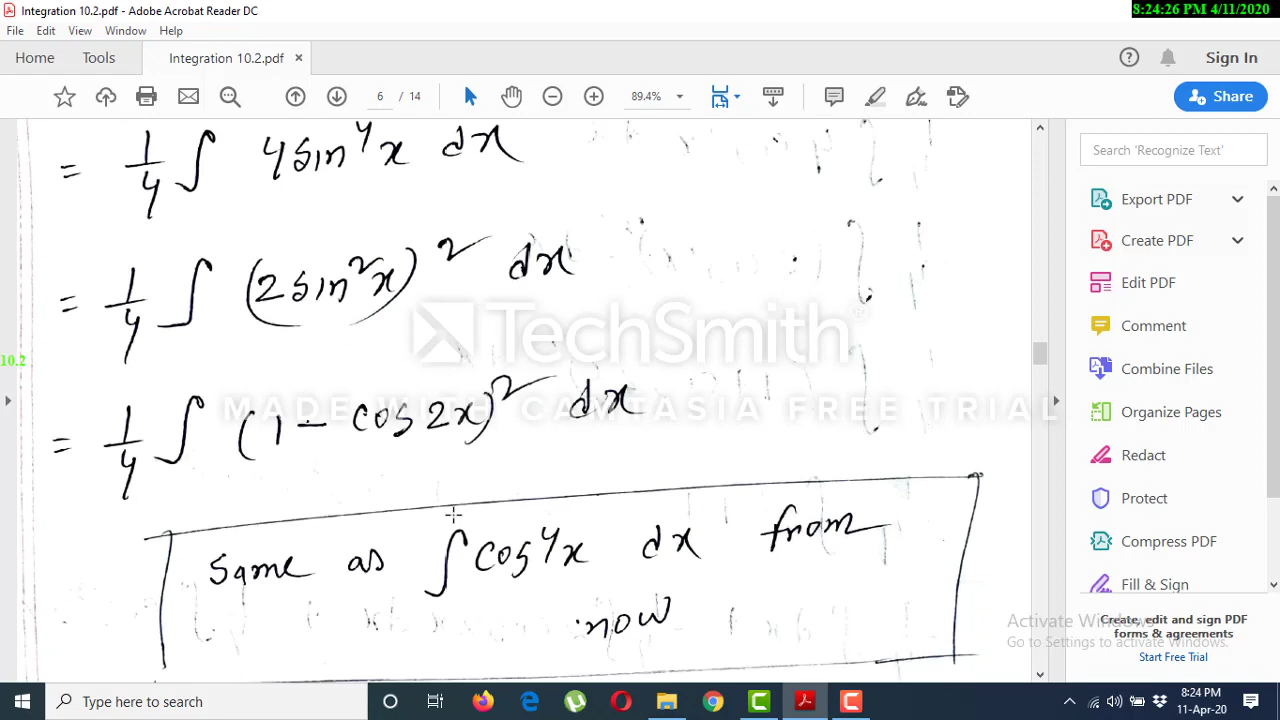 Integration 10.2.pdf - Adobe Acrobat Reader DC
8:24:26 PM 4/11/2020
File Edit View Window Help
Home Tools Integration 10.2.pdf × Sign In
6 / 14 89.4% Share
= 1/4 ∫ 4sin⁴x dx
= 1/4 ∫ (2sin²x)² dx
= 1/4 ∫ (1 - cos2x)² dx
Same as ∫cos⁴x dx from
now
10.2
TechSmith
MADE WITH CAMTASIA FREE TRIAL
Search 'Recognize Text'
Export PDF
Create PDF
Edit PDF
Comment
Combine Files
Organize Pages
Redact
Protect
Compress PDF
Fill & Sign
Activate Windows
Go to Settings to activate Windows.
Create, edit and sign PDF
forms & agreements
Start Free Trial
Type here to search
8:24 PM
11-Apr-20